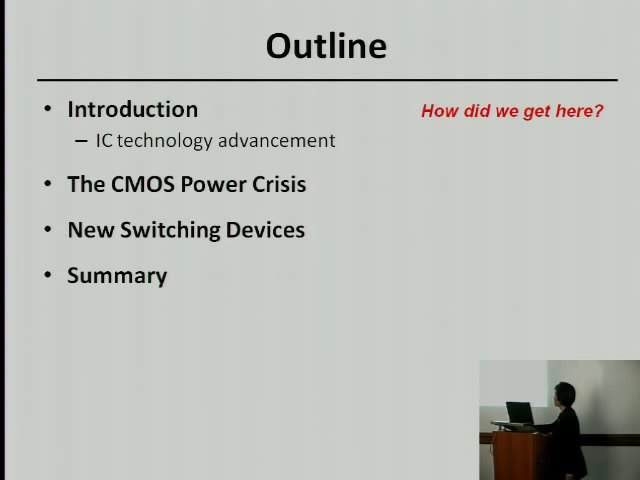 Outline
• Introduction
How did we get here?
– IC technology advancement
• The CMOS Power Crisis
• New Switching Devices
• Summary